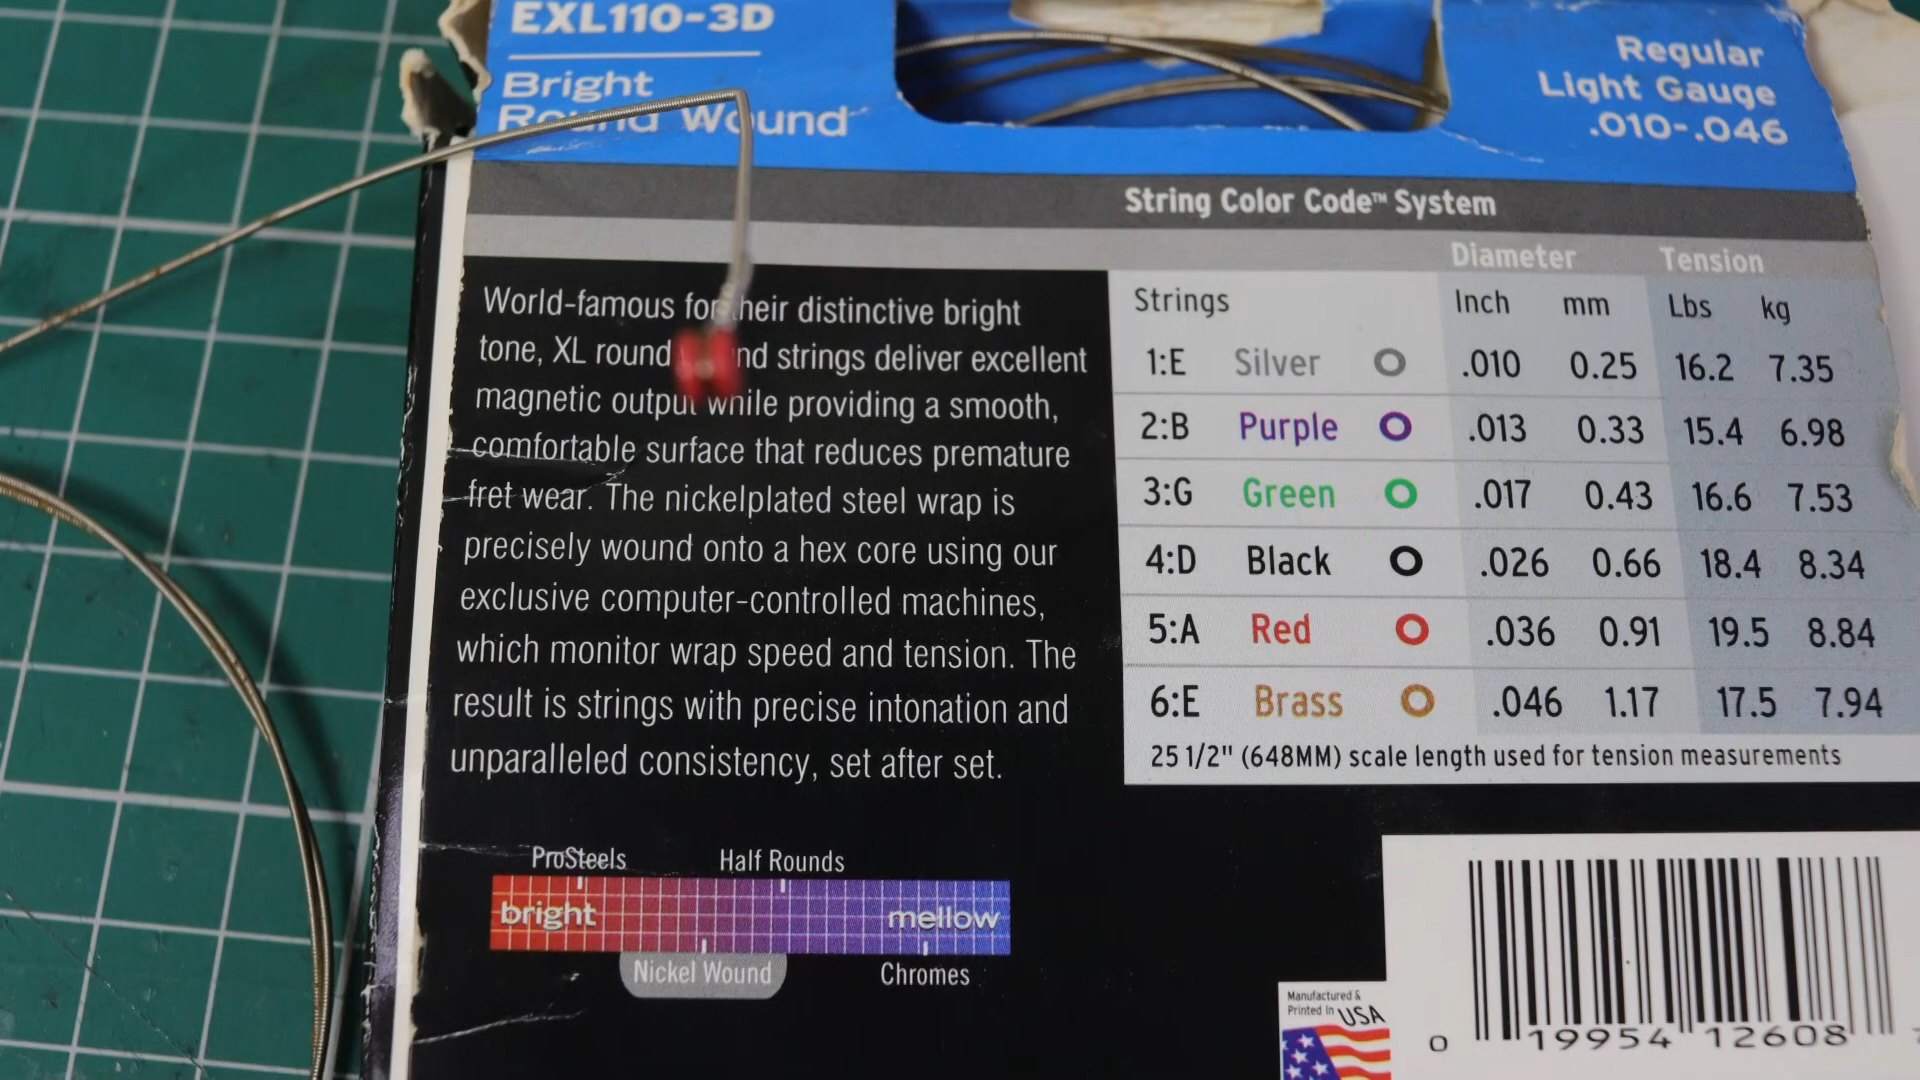 EXL110-3D
Bright
Round Wound
Regular
Light Gauge
.010-.046
String Color Code™ System
Diameter Tension
Strings Inch mm Lbs kg
1:E Silver .010 0.25 16.2 7.35
2:B Purple .013 0.33 15.4 6.98
3:G Green .017 0.43 16.6 7.53
4:D Black .026 0.66 18.4 8.34
5:A Red .036 0.91 19.5 8.84
6:E Brass .046 1.17 17.5 7.94
25 1/2" (648MM) scale length used for tension measurements
World-famous for their distinctive bright
tone, XL round wound strings deliver excellent
magnetic output while providing a smooth,
comfortable surface that reduces premature
fret wear. The nickelplated steel wrap is
precisely wound onto a hex core using our
exclusive computer-controlled machines,
which monitor wrap speed and tension. The
result is strings with precise intonation and
unparalleled consistency, set after set.
ProSteels Half Rounds
bright mellow
Nickel Wound Chromes
Manufactured &
Printed in USA
0 19954 12608